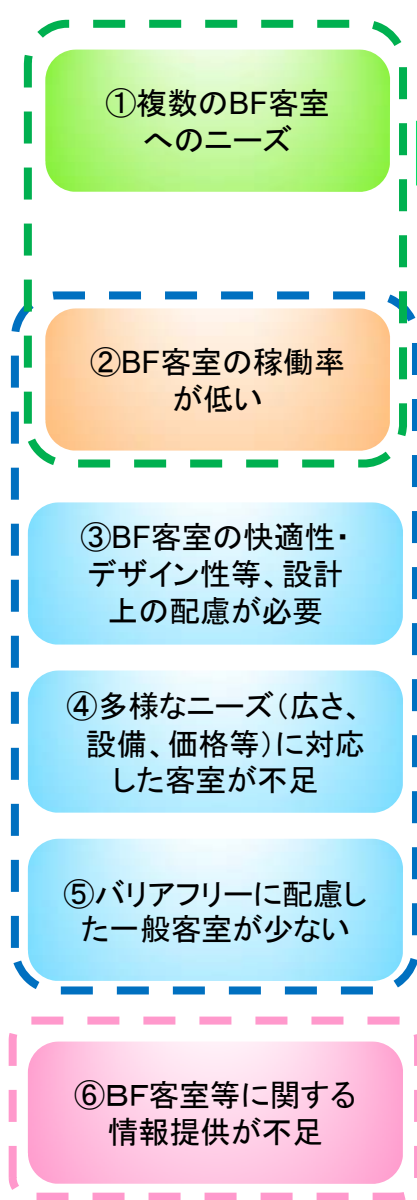 ①複数のBF客室
へのニーズ
②BF客室の稼働率
が低い
③BF客室の快適性・
デザイン性等、設計
上の配慮が必要
④多様なニーズ（広さ、
設備、価格等）に対応
した客室が不足
⑤バリアフリーに配慮し
た一般客室が少ない
⑥ＢＦ客室等に関する
情報提供が不足